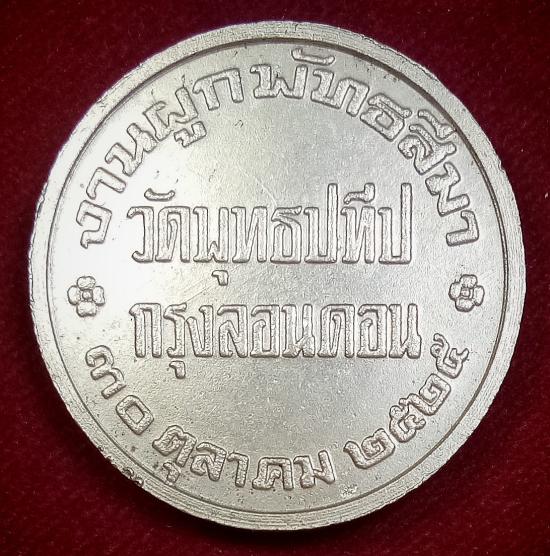 งานผูกพัทธสีมา
วัดพุทธปทีป
กรุงลอนดอน
๓๐ ตุลาคม ๒๕๒๕